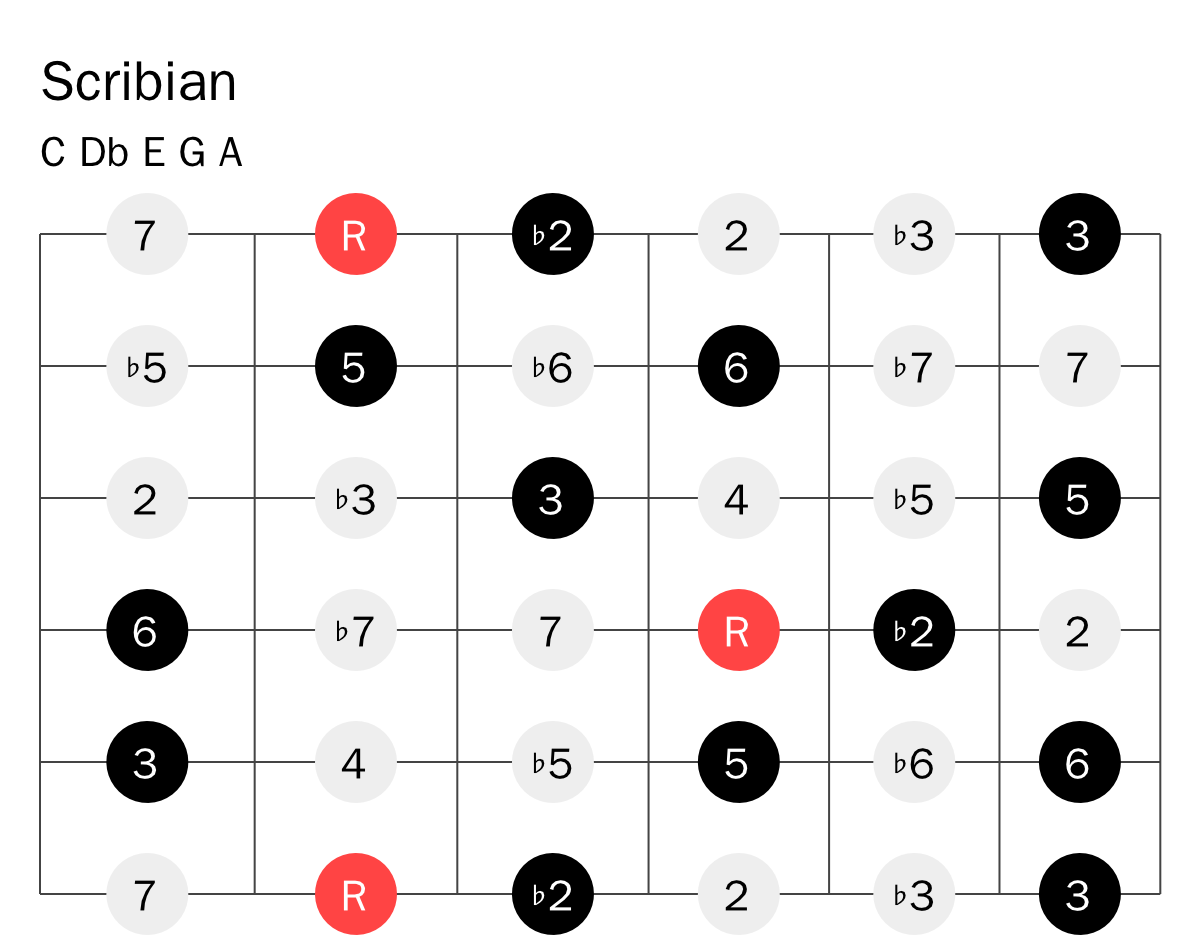 Scribian
C Db E G A
7 R ♭2 2 ♭3 3
♭5 5 ♭6 6 ♭7 7
2 ♭3 3 4 ♭5 5
6 ♭7 7 R ♭2 2
3 4 ♭5 5 ♭6 6
7 R ♭2 2 ♭3 3